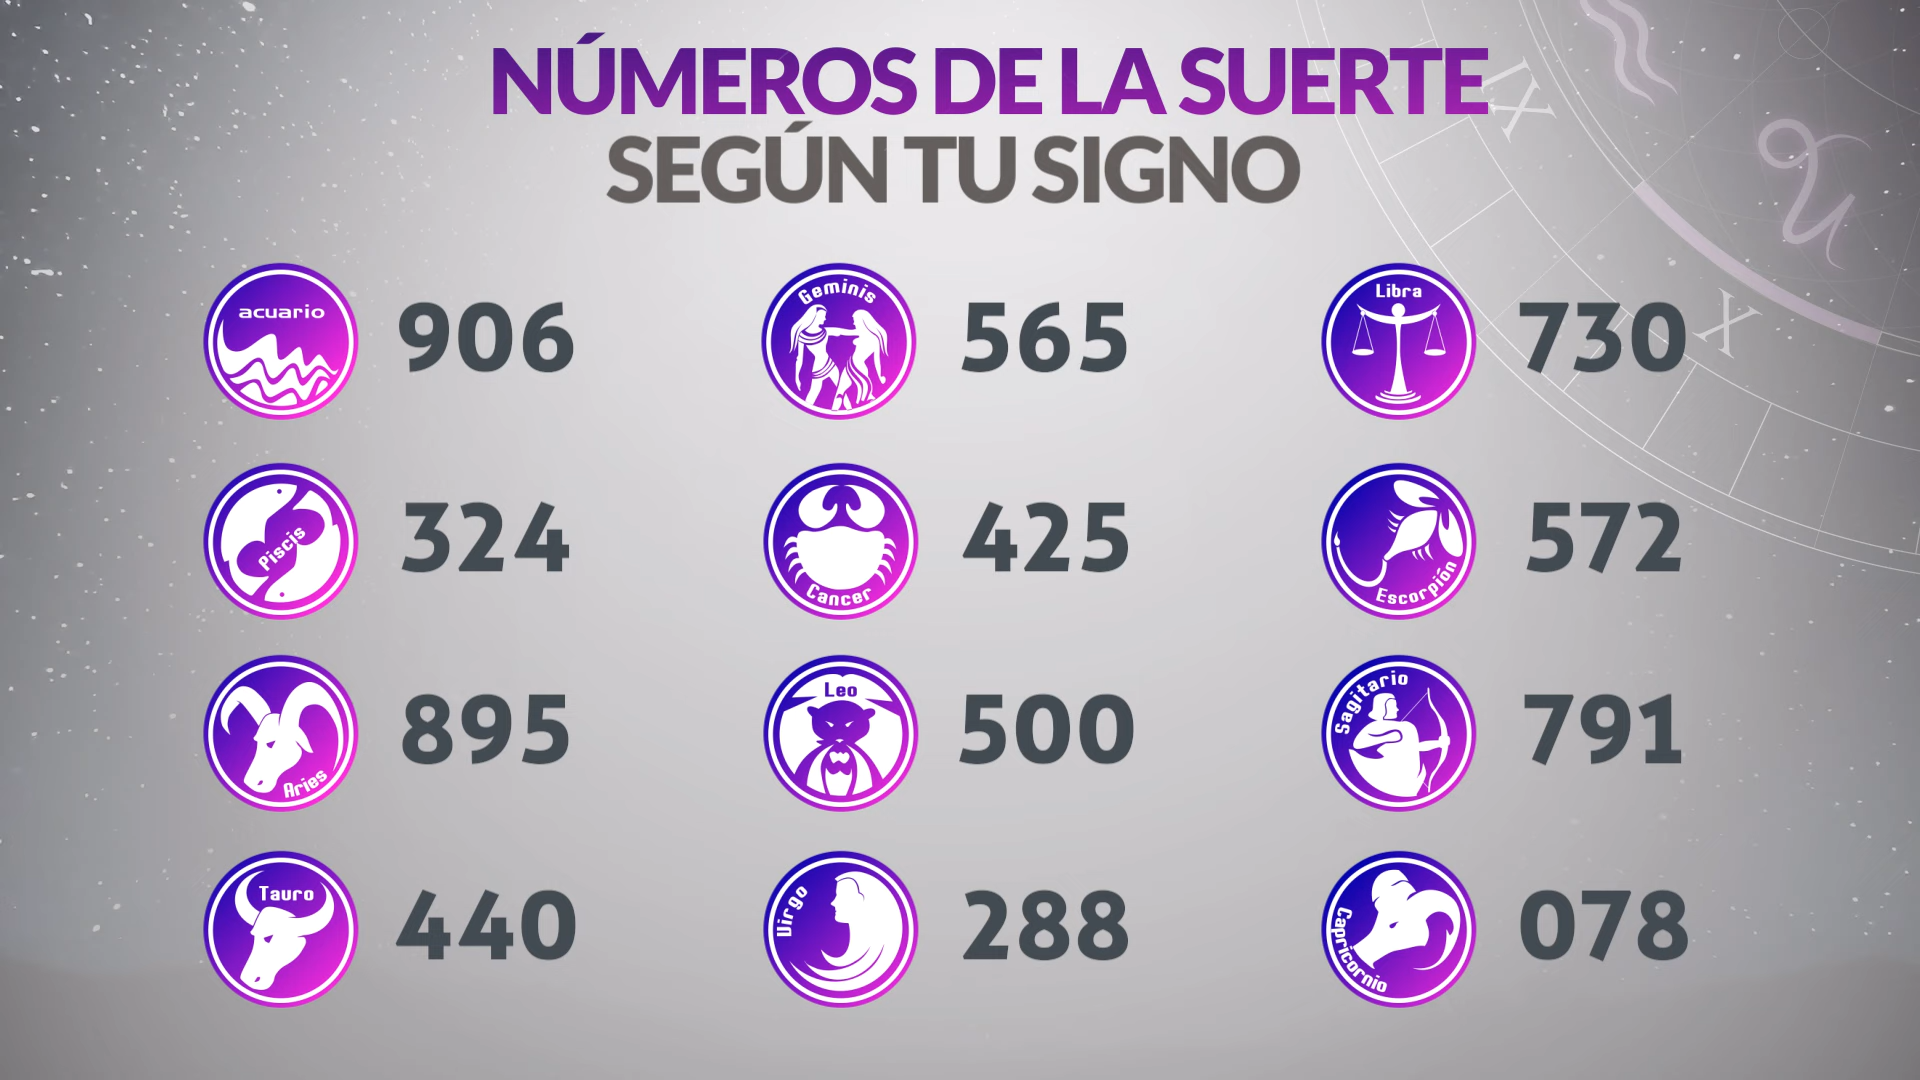 NÚMEROS DE LA SUERTE
SEGÚN TU SIGNO
acuario 906
Geminis 565
Libra 730
Piscis 324
Cancer 425
Escorpión 572
Aries 895
Leo 500
Sagitario 791
Tauro 440
Virgo 288
Capricornio 078